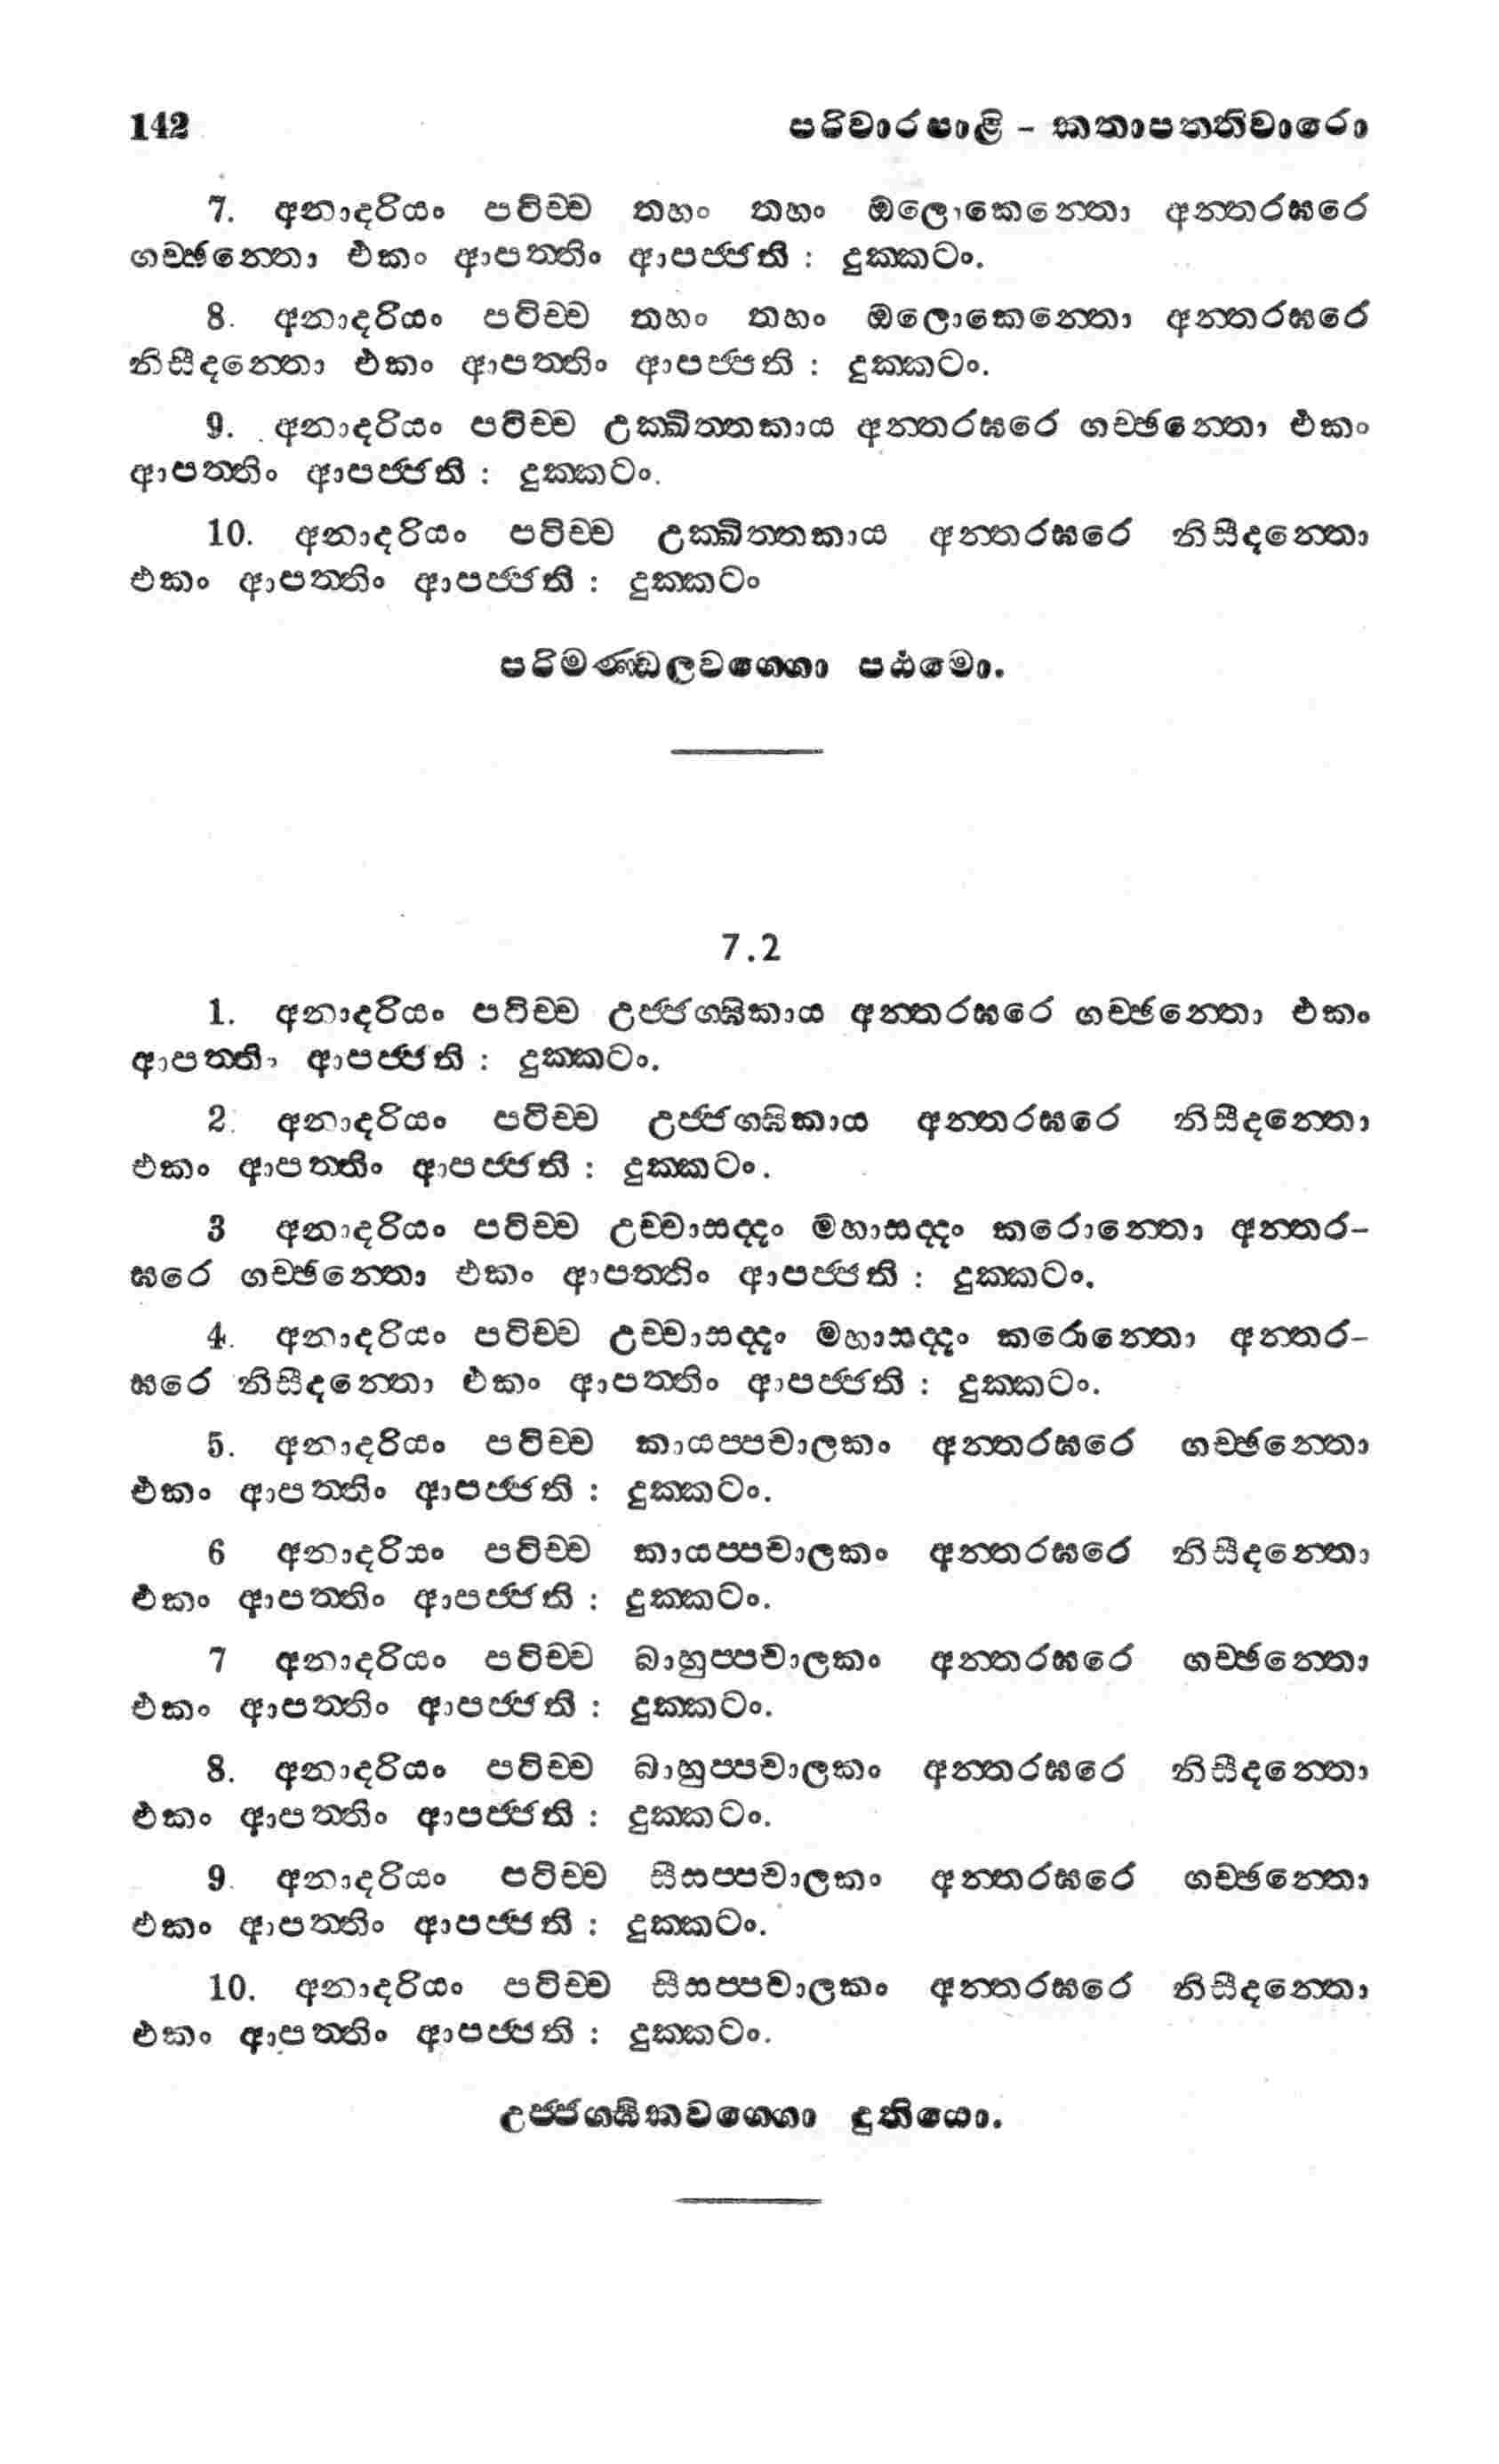 142 පරිවාරපාළි - කතාපත්තිවාරො
7. අනාදරියං පටිච්ච තහං තහං ඔලොකෙන්තො අන්තරඝරෙ
ගච්ඡන්තො එකං ආපත්තිං ආපජ්ජති : දුක්කටං.
8. අනාදරියං පටිච්ච තහං තහං ඔලොකෙන්තො අන්තරඝරෙ
නිසීදන්තො එකං ආපත්තිං ආපජ්ජති : දුක්කටං.
9. අනාදරියං පටිච්ච උක්ඛිත්තකාය අන්තරඝරෙ ගච්ඡන්තො එකං
ආපත්තිං ආපජ්ජති : දුක්කටං.
10. අනාදරියං පටිච්ච උක්ඛිත්තකාය අන්තරඝරෙ නිසීදන්තො
එකං ආපත්තිං ආපජ්ජති : දුක්කටං
පරිමණ්ඩලවග්ගො පඨමො.
7.2
1. අනාදරියං පටිච්ච උජ්ජග්ඝිකාය අන්තරඝරෙ ගච්ඡන්තො එකං
ආපත්තිං ආපජ්ජති : දුක්කටං.
2. අනාදරියං පටිච්ච උජ්ජග්ඝිකාය අන්තරඝරෙ නිසීදන්තො
එකං ආපත්තිං ආපජ්ජති : දුක්කටං.
3 අනාදරියං පටිච්ච උච්චාසද්දං මහාසද්දං කරොන්තො අන්තර-
ඝරෙ ගච්ඡන්තො එකං ආපත්තිං ආපජ්ජති : දුක්කටං.
4. අනාදරියං පටිච්ච උච්චාසද්දං මහාසද්දං කරොන්තො අන්තර-
ඝරෙ නිසීදන්තො එකං ආපත්තිං ආපජ්ජති : දුක්කටං.
5. අනාදරියං පටිච්ච කායප්පචාලකං අන්තරඝරෙ ගච්ඡන්තො
එකං ආපත්තිං ආපජ්ජති : දුක්කටං.
6 අනාදරියං පටිච්ච කායප්පචාලකං අන්තරඝරෙ නිසීදන්තො
එකං ආපත්තිං ආපජ්ජති : දුක්කටං.
7 අනාදරියං පටිච්ච බාහුප්පචාලකං අන්තරඝරෙ ගච්ඡන්තො
එකං ආපත්තිං ආපජ්ජති : දුක්කටං.
8. අනාදරියං පටිච්ච බාහුප්පචාලකං අන්තරඝරෙ නිසීදන්තො
එකං ආපත්තිං ආපජ්ජති : දුක්කටං.
9. අනාදරියං පටිච්ච සීසප්පචාලකං අන්තරඝරෙ ගච්ඡන්තො
එකං ආපත්තිං ආපජ්ජති : දුක්කටං.
10. අනාදරියං පටිච්ච සීසප්පචාලකං අන්තරඝරෙ නිසීදන්තො
එකං ආපත්තිං ආපජ්ජති : දුක්කටං.
උජ්ජග්ඝිකවග්ගො දුතියො.